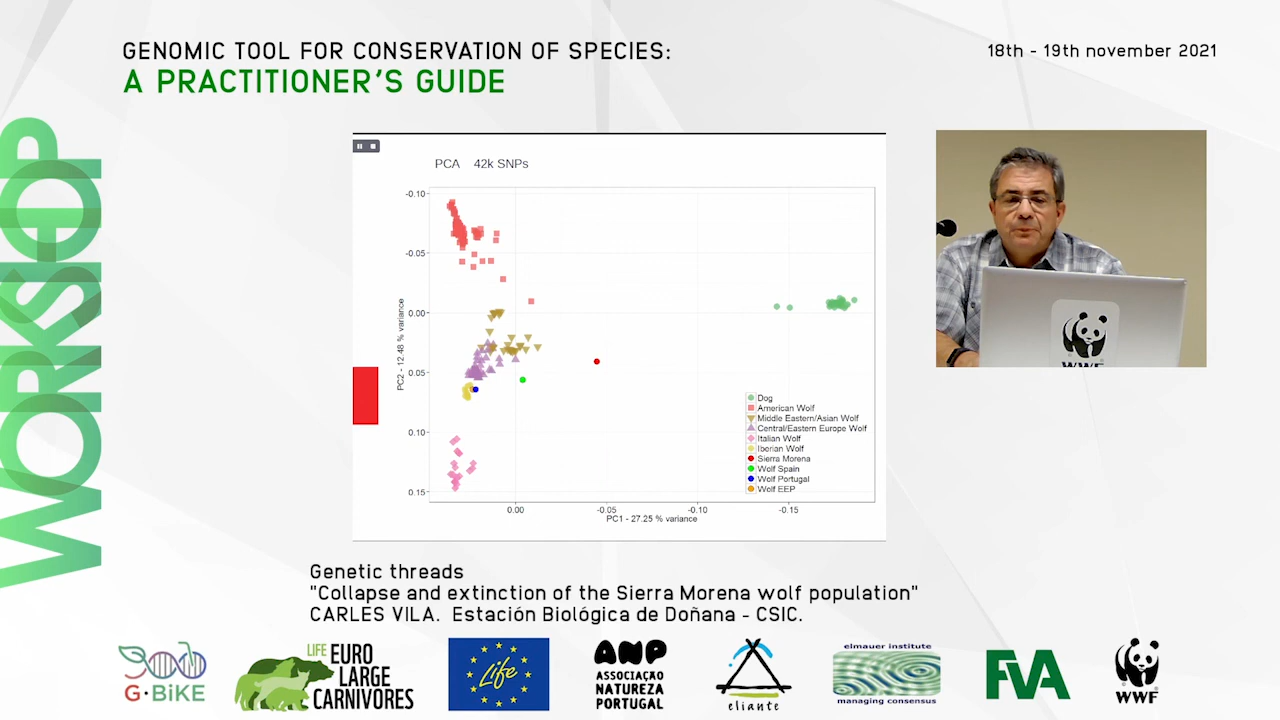 GENOMIC TOOL FOR CONSERVATION OF SPECIES:
A PRACTITIONER'S GUIDE
18th - 19th november 2021
WORKSHOP
PCA 42k SNPs
-0.10
-0.05
0.00
0.05
0.10
0.15
PC2 - 12.48 % variance
0.00
-0.05
-0.10
-0.15
PC1 - 27.25 % variance
Dog
American Wolf
Middle Eastern/Asian Wolf
Central/Eastern Europe Wolf
Italian Wolf
Iberian Wolf
Sierra Morena
Wolf Spain
Wolf Portugal
Wolf EEP
WWF
Genetic threads
"Collapse and extinction of the Sierra Morena wolf population"
CARLES VILA. Estación Biológica de Doñana - CSIC.
G·BiKE
LIFE EURO
LARGE
CARNIVORES
Life
ANP
ASSOCIAÇÃO
NATUREZA
PORTUGAL
eliante
elmauer institute
managing consensus
FVA
WWF